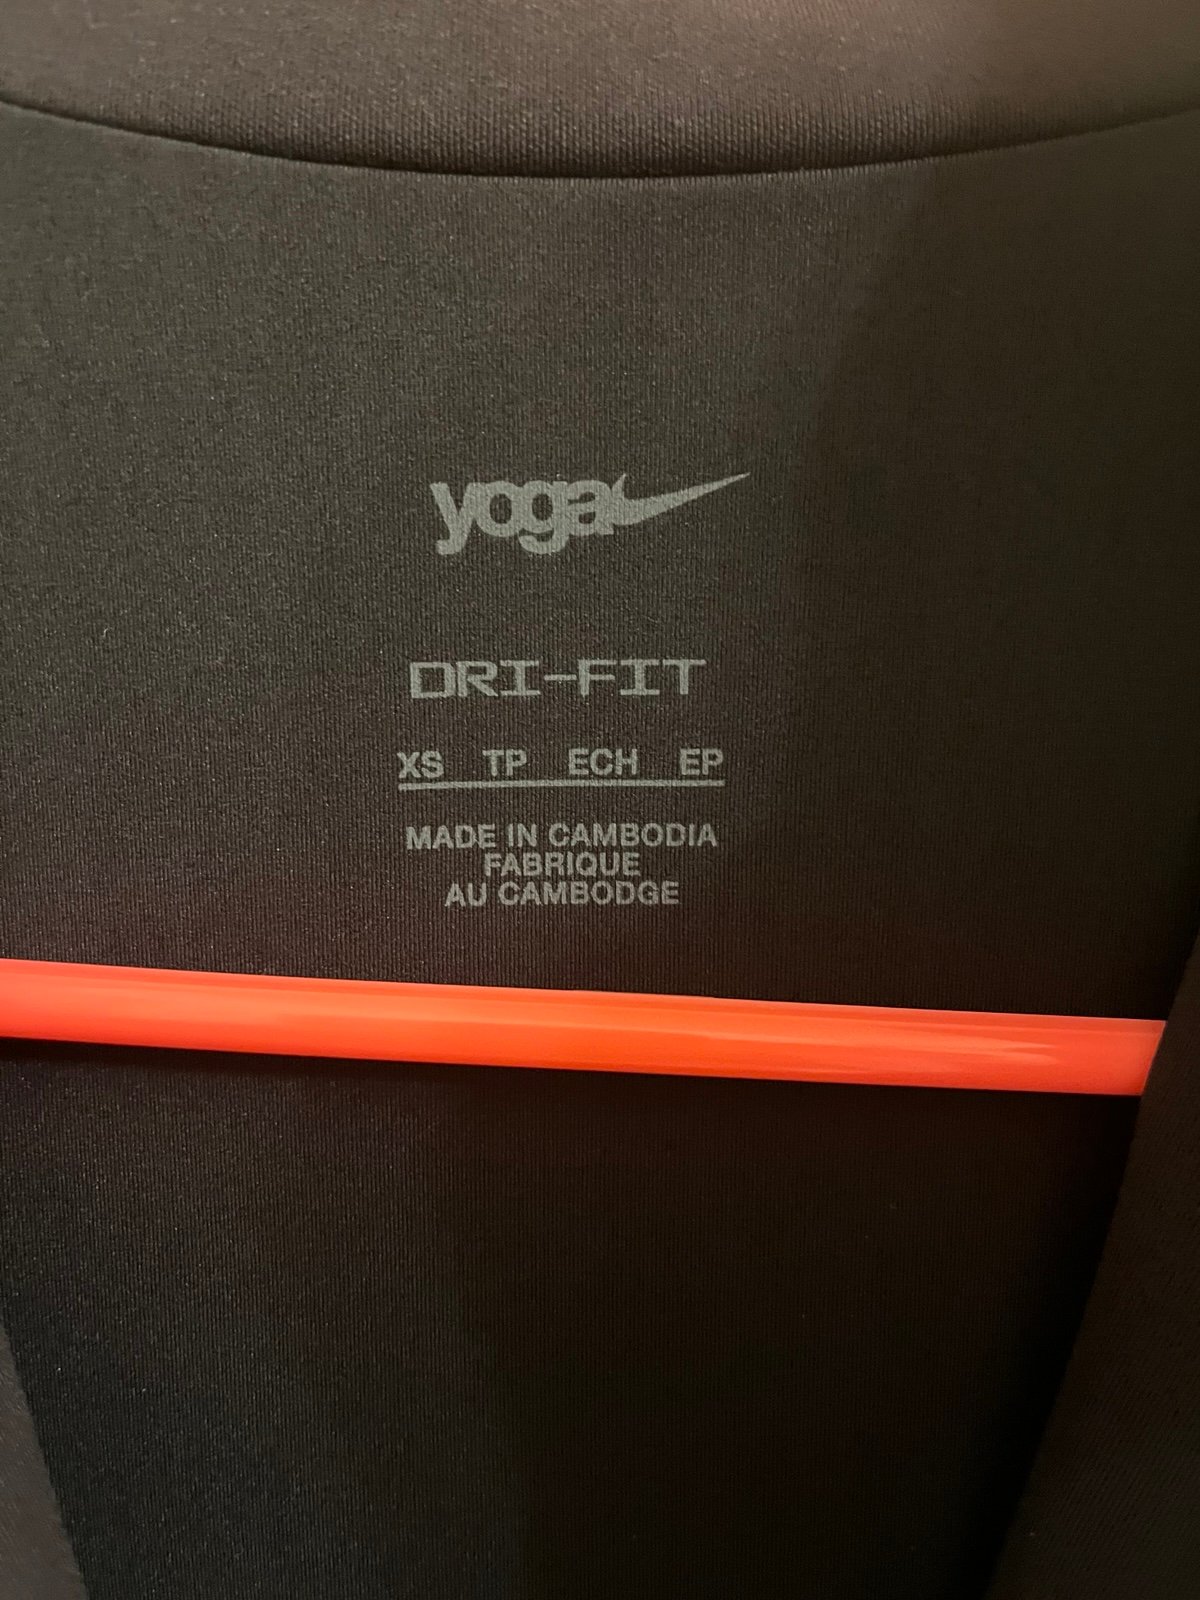 yoga
DRI-FIT
XS TP ECH EP
MADE IN CAMBODIA
FABRIQUE
AU CAMBODGE